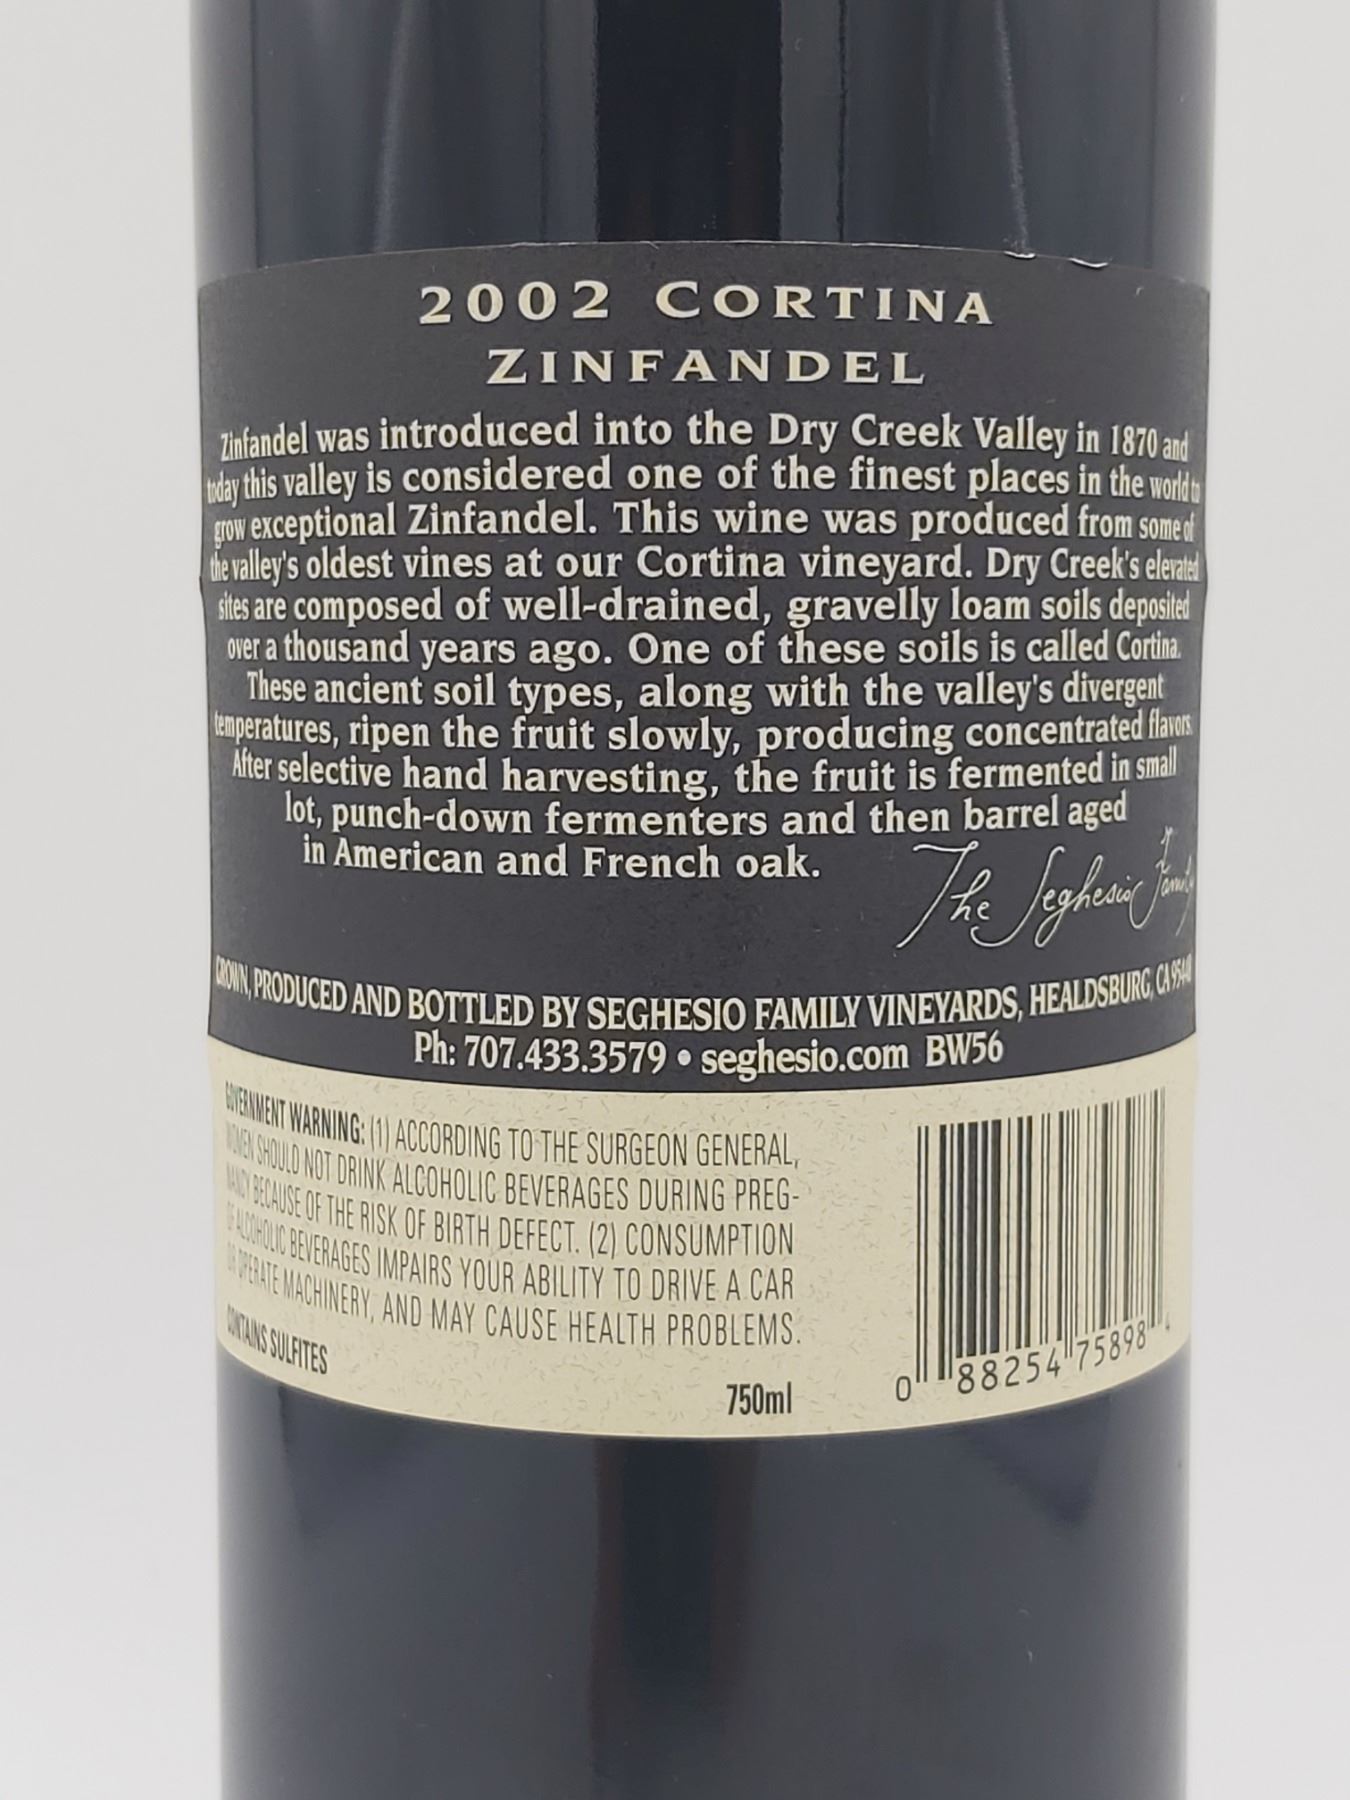 2002 CORTINA
ZINFANDEL
Zinfandel was introduced into the Dry Creek Valley in 1870 and
today this valley is considered one of the finest places in the world to
grow exceptional Zinfandel. This wine was produced from some of
the valley's oldest vines at our Cortina vineyard. Dry Creek's elevated
sites are composed of well-drained, gravelly loam soils deposited
over a thousand years ago. One of these soils is called Cortina.
These ancient soil types, along with the valley's divergent
temperatures, ripen the fruit slowly, producing concentrated flavors.
After selective hand harvesting, the fruit is fermented in small
lot, punch-down fermenters and then barrel aged
in American and French oak.
The Seghesio Family
GROWN, PRODUCED AND BOTTLED BY SEGHESIO FAMILY VINEYARDS, HEALDSBURG, CA 95448
Ph: 707.433.3579 • seghesio.com BW56
GOVERNMENT WARNING: (1) ACCORDING TO THE SURGEON GENERAL,
WOMEN SHOULD NOT DRINK ALCOHOLIC BEVERAGES DURING PREG-
NANCY BECAUSE OF THE RISK OF BIRTH DEFECT. (2) CONSUMPTION
OF ALCOHOLIC BEVERAGES IMPAIRS YOUR ABILITY TO DRIVE A CAR
OR OPERATE MACHINERY, AND MAY CAUSE HEALTH PROBLEMS.
CONTAINS SULFITES
750ml
0 88254 75898 4